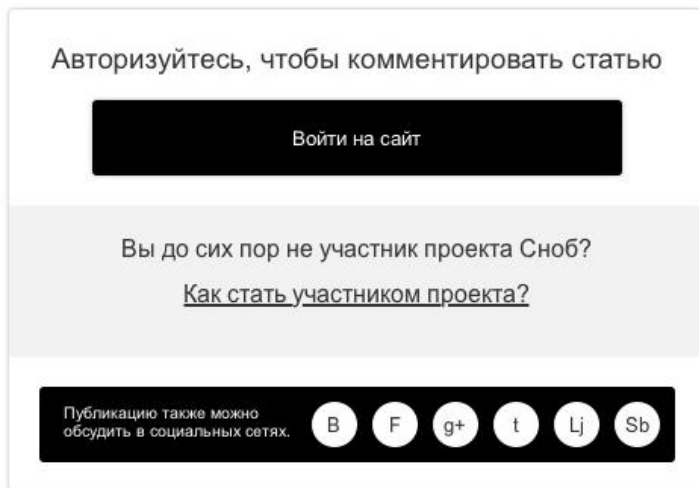 Авторизуйтесь, чтобы комментировать статью
Войти на сайт
Вы до сих пор не участник проекта Сноб?
Как стать участником проекта?
Публикацию также можно
обсудить в социальных сетях.
B F g+ t Lj Sb